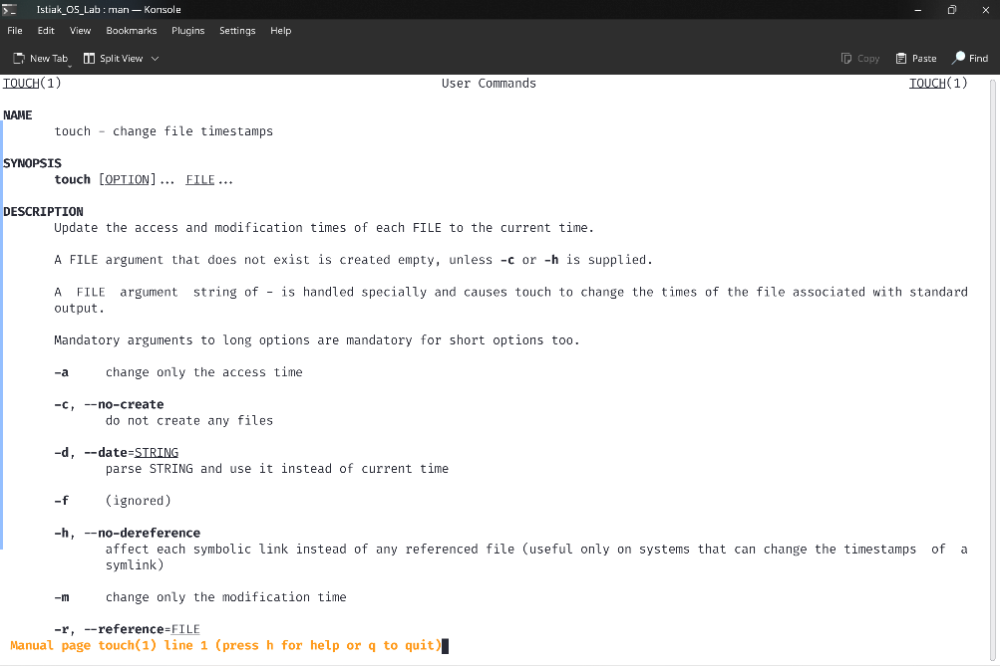 Istiak_OS_Lab : man — Konsole
File Edit View Bookmarks Plugins Settings Help
New Tab Split View Copy Paste Find
TOUCH(1) User Commands TOUCH(1)
NAME
touch - change file timestamps
SYNOPSIS
touch [OPTION]... FILE...
DESCRIPTION
Update the access and modification times of each FILE to the current time.
A FILE argument that does not exist is created empty, unless -c or -h is supplied.
A FILE argument string of - is handled specially and causes touch to change the times of the file associated with standard
output.
Mandatory arguments to long options are mandatory for short options too.
-a change only the access time
-c, --no-create
do not create any files
-d, --date=STRING
parse STRING and use it instead of current time
-f (ignored)
-h, --no-dereference
affect each symbolic link instead of any referenced file (useful only on systems that can change the timestamps of a
symlink)
-m change only the modification time
-r, --reference=FILE
Manual page touch(1) line 1 (press h for help or q to quit)